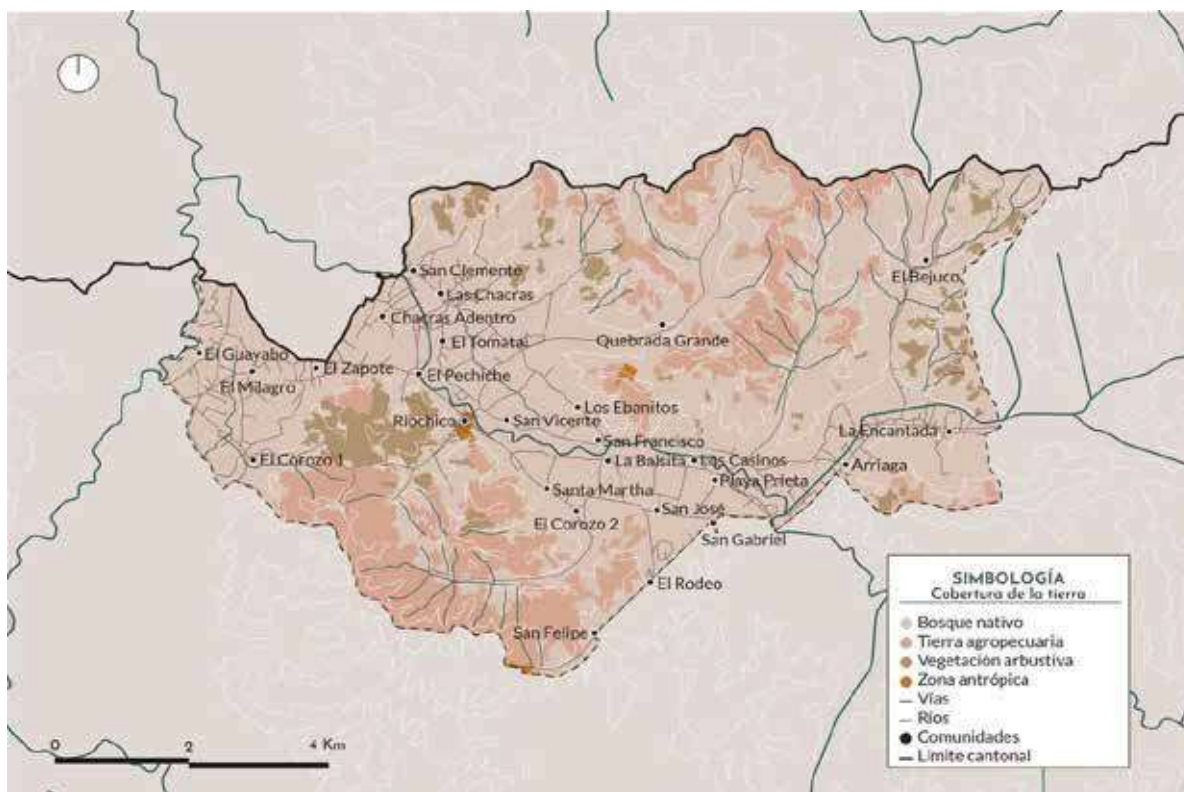 San Clemente
Las Chacras
El Bejuco
Chacras Adentro
Quebrada Grande
El Tomatal
El Guayabo
El Zapote
El Milagro
El Pechiche
Los Ebanitos
Riochico
San Vicente
La Encantada
San Francisco
El Corozo 1
La Balsita
Los Casinos
Arriaga
Playa Prieta
Santa Martha
San José
El Corozo 2
San Gabriel
El Rodeo
San Felipe
0
2
4 Km
SIMBOLOGÍA
Cobertura de la tierra
Bosque nativo
Tierra agropecuaria
Vegetación arbustiva
Zona antrópica
Vías
Ríos
Comunidades
Límite cantonal